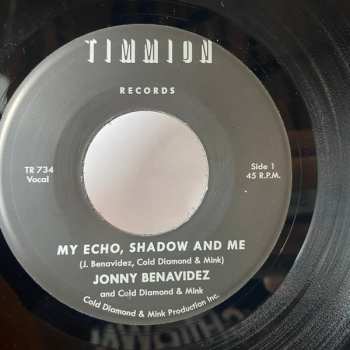 TIMMION
RECORDS
TR 734
Vocal
Side 1
45 R.P.M.
MY ECHO, SHADOW AND ME
(J. Benavidez, Cold Diamond & Mink)
JONNY BENAVIDEZ
and Cold Diamond & Mink
Cold Diamond & Mink Production Inc.